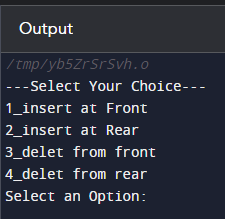 Output
/tmp/yb5ZrSrSvh.o
---Select Your Choice---
1_insert at Front
2_insert at Rear
3_delet from front
4_delet from rear
Select an Option: